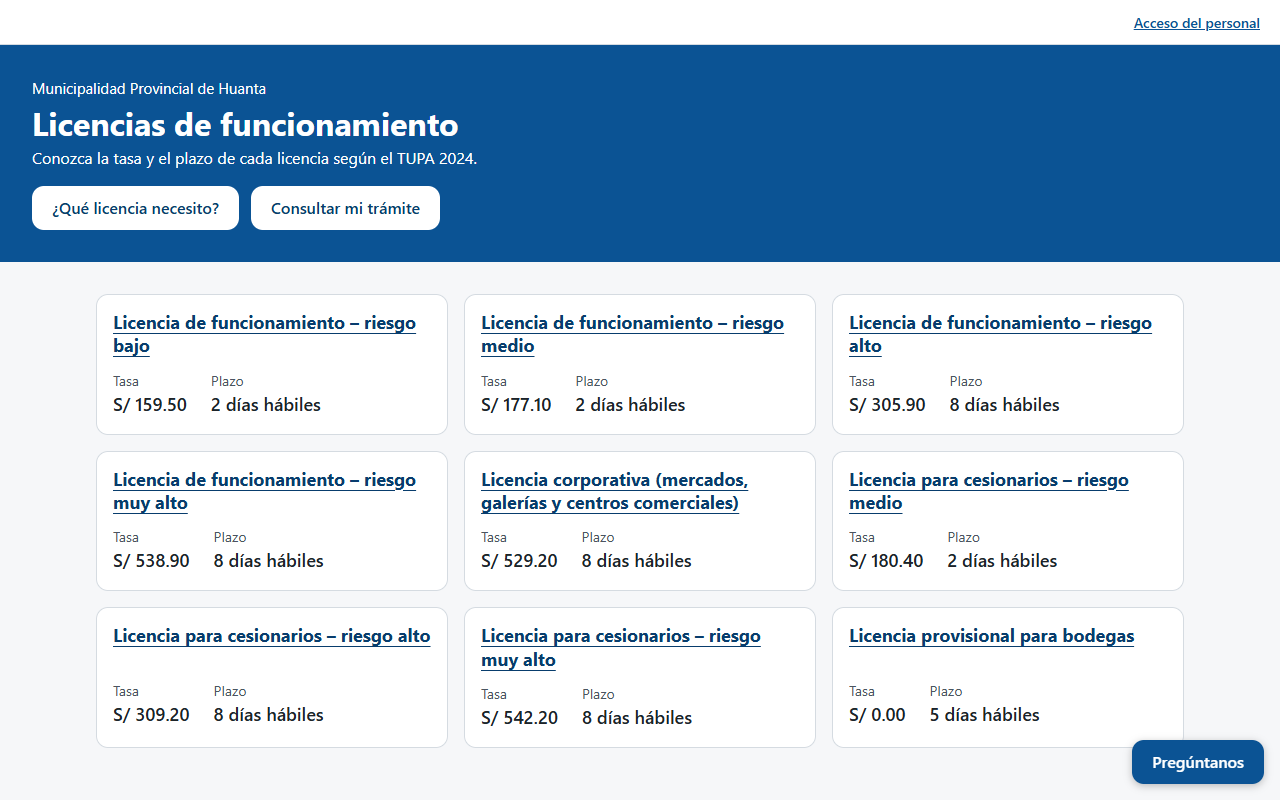 Acceso del personal
Municipalidad Provincial de Huanta
Licencias de funcionamiento
Conozca la tasa y el plazo de cada licencia según el TUPA 2024.
¿Qué licencia necesito?
Consultar mi trámite
Licencia de funcionamiento – riesgo
bajo
Tasa
Plazo
S/ 159.50
2 días hábiles
Licencia de funcionamiento – riesgo
medio
Tasa
Plazo
S/ 177.10
2 días hábiles
Licencia de funcionamiento – riesgo
alto
Tasa
Plazo
S/ 305.90
8 días hábiles
Licencia de funcionamiento – riesgo
muy alto
Tasa
Plazo
S/ 538.90
8 días hábiles
Licencia corporativa (mercados,
galerías y centros comerciales)
Tasa
Plazo
S/ 529.20
8 días hábiles
Licencia para cesionarios – riesgo
medio
Tasa
Plazo
S/ 180.40
2 días hábiles
Licencia para cesionarios – riesgo alto
Tasa
Plazo
S/ 309.20
8 días hábiles
Licencia para cesionarios – riesgo
muy alto
Tasa
Plazo
S/ 542.20
8 días hábiles
Licencia provisional para bodegas
Tasa
Plazo
S/ 0.00
5 días hábiles
Pregúntanos